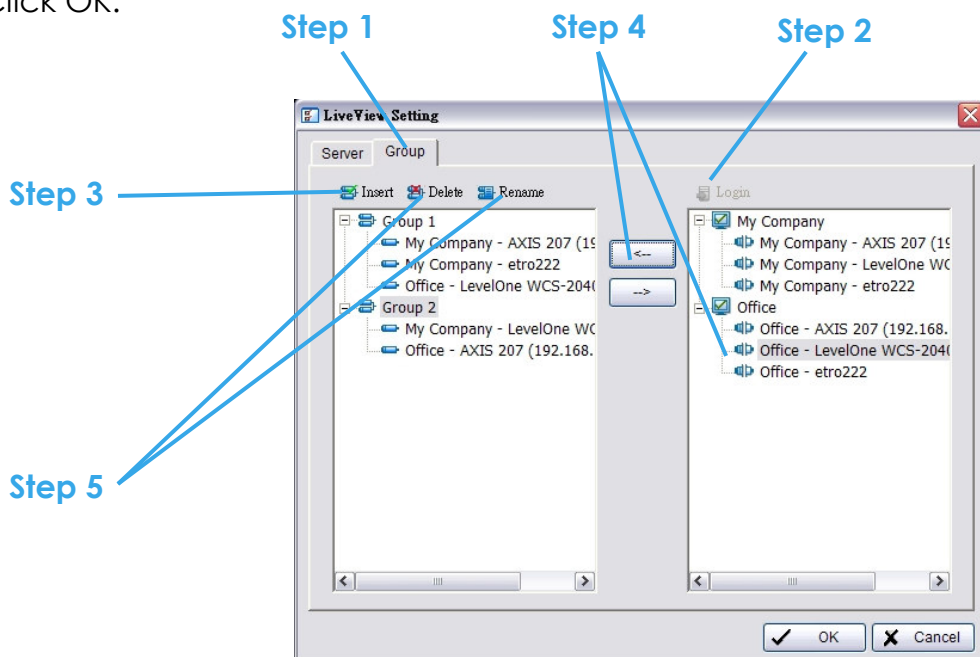 Click OK.
Step 1
Step 4
Step 2
LiveView Setting
Server Group
Step 3
Insert Delete Rename
Login
Group 1
My Company - AXIS 207 (19
My Company - etro222
Office - LevelOne WCS-204(
Group 2
My Company - LevelOne WC
Office - AXIS 207 (192.168.
<--
-->
My Company
My Company - AXIS 207 (19
My Company - LevelOne WC
My Company - etro222
Office
Office - AXIS 207 (192.168.
Office - LevelOne WCS-204(
Office - etro222
Step 5
OK Cancel